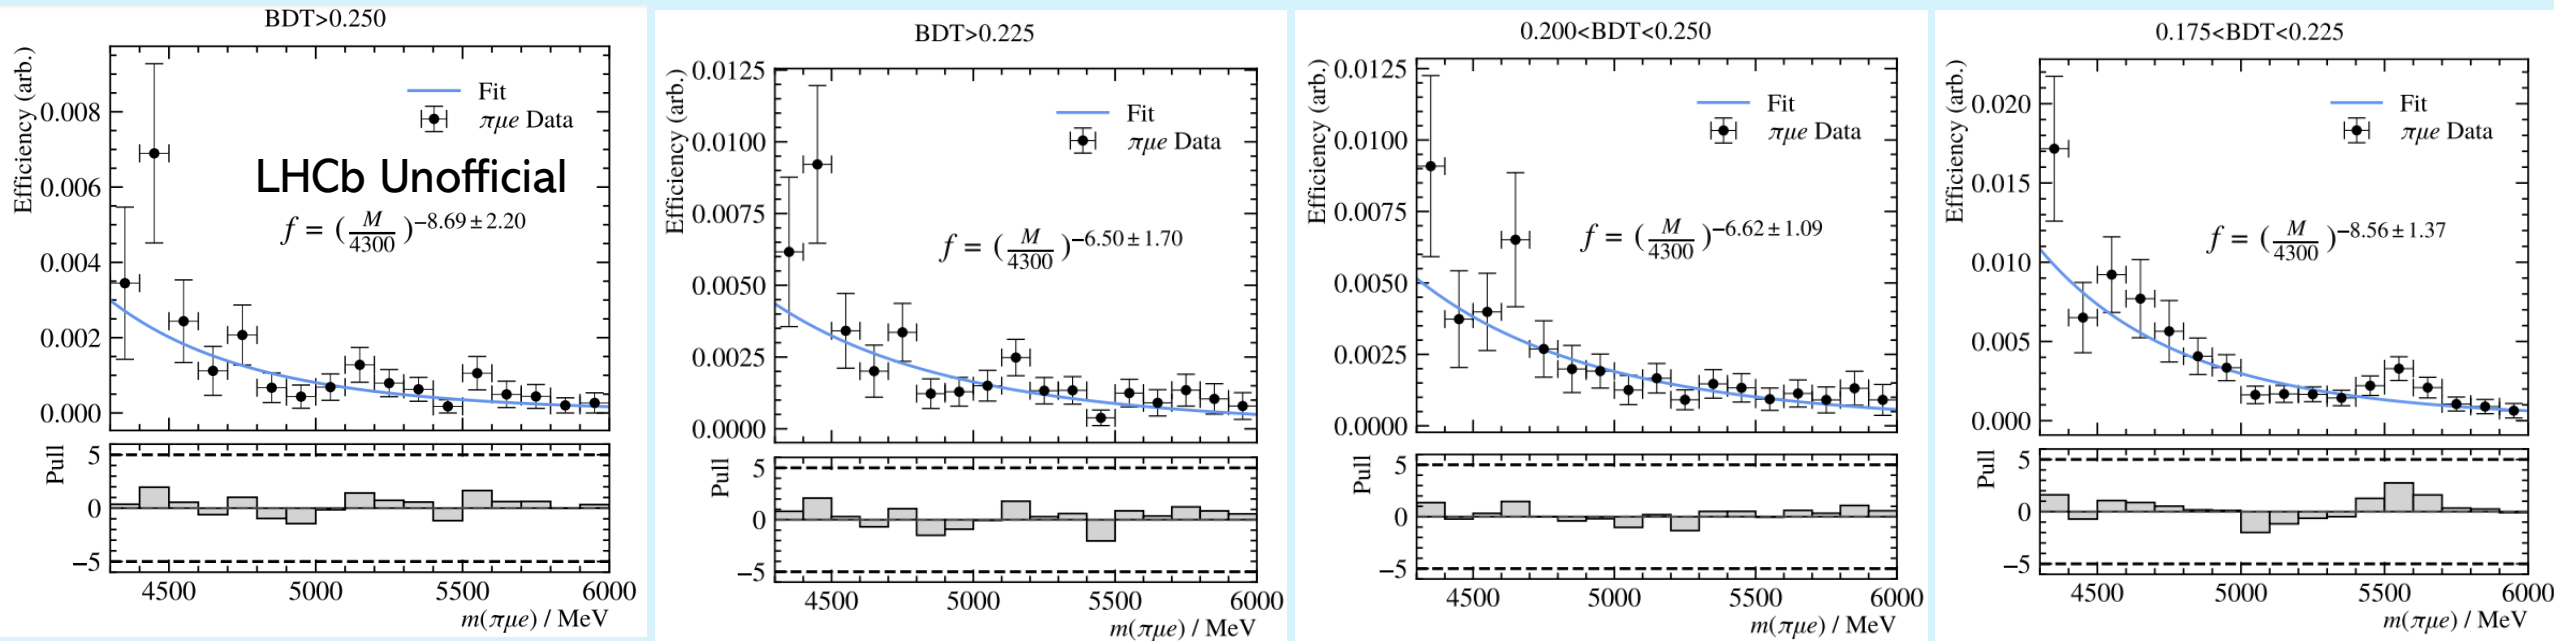 BDT>0.250
Efficiency (arb.)
0.008
0.006
0.004
0.002
0.000
Fit
πμe Data
LHCb Unofficial
f = (M/4300)^−8.69±2.20
Pull
5
0
−5
4500
5000
5500
6000
m(πμe) / MeV
BDT>0.225
Efficiency (arb.)
0.0125
0.0100
0.0075
0.0050
0.0025
0.0000
Fit
πμe Data
f = (M/4300)^−6.50±1.70
Pull
5
0
−5
4500
5000
5500
6000
m(πμe) / MeV
0.200<BDT<0.250
Efficiency (arb.)
0.0125
0.0100
0.0075
0.0050
0.0025
0.0000
Fit
πμe Data
f = (M/4300)^−6.62±1.09
Pull
5
0
−5
4500
5000
5500
6000
m(πμe) / MeV
0.175<BDT<0.225
Efficiency (arb.)
0.020
0.015
0.010
0.005
0.000
Fit
πμe Data
f = (M/4300)^−8.56±1.37
Pull
5
0
−5
4500
5000
5500
6000
m(πμe) / MeV